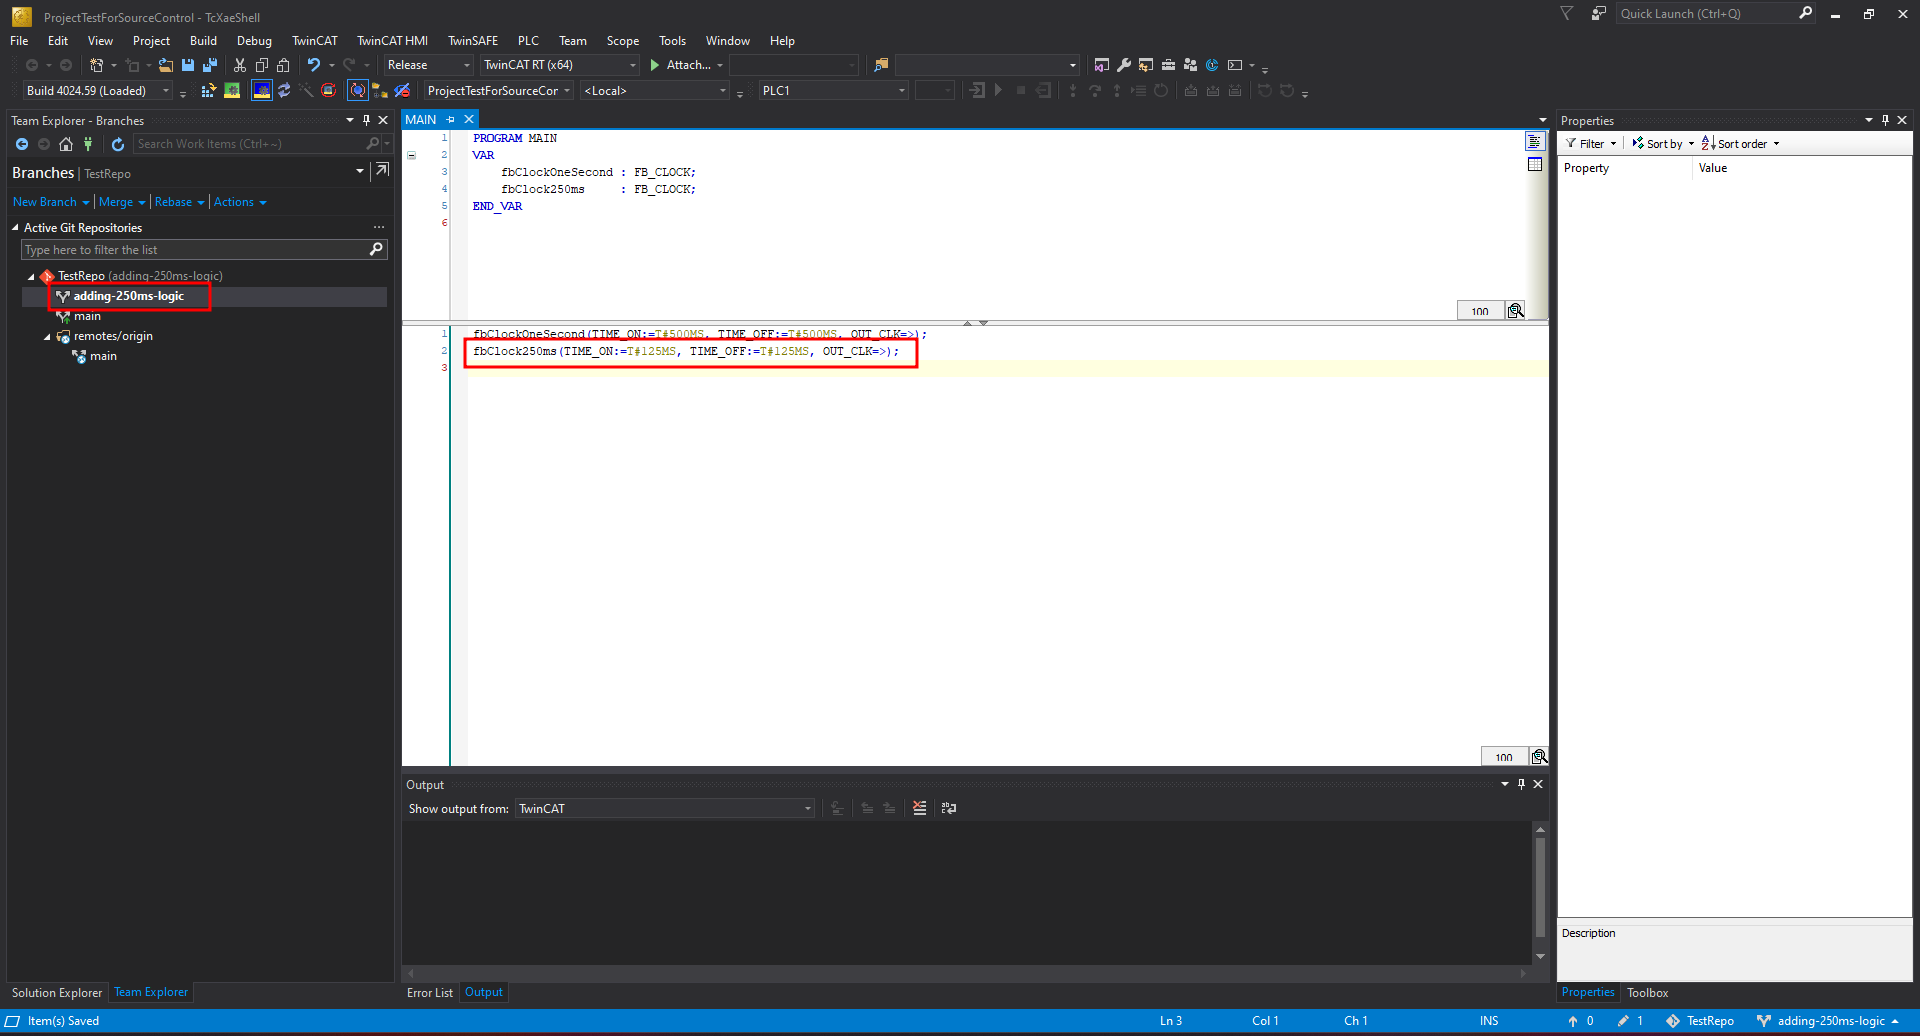 ProjectTestForSourceControl - TcXaeShell
Quick Launch (Ctrl+Q)
File Edit View Project Build Debug TwinCAT TwinCAT HMI TwinSAFE PLC Team Scope Tools Window Help
Release TwinCAT RT (x64) Attach...
Build 4024.59 (Loaded) ProjectTestForSourceCor <Local> PLC1
Team Explorer - Branches
Search Work Items (Ctrl+~)
Branches | TestRepo
New Branch | Merge | Rebase | Actions
Active Git Repositories
Type here to filter the list
TestRepo (adding-250ms-logic)
adding-250ms-logic
main
remotes/origin
main
Solution Explorer Team Explorer
MAIN
1 PROGRAM MAIN
2 VAR
3 fbClockOneSecond : FB_CLOCK;
4 fbClock250ms : FB_CLOCK;
5 END_VAR
6
100
1 fbClockOneSecond(TIME_ON:=T#500MS, TIME_OFF:=T#500MS, OUT_CLK=>);
2 fbClock250ms(TIME_ON:=T#125MS, TIME_OFF:=T#125MS, OUT_CLK=>);
3
100
Output
Show output from: TwinCAT
Error List Output
Properties
Filter Sort by Sort order
Property Value
Description
Properties Toolbox
Item(s) Saved Ln 3 Col 1 Ch 1 INS 0 1 TestRepo adding-250ms-logic